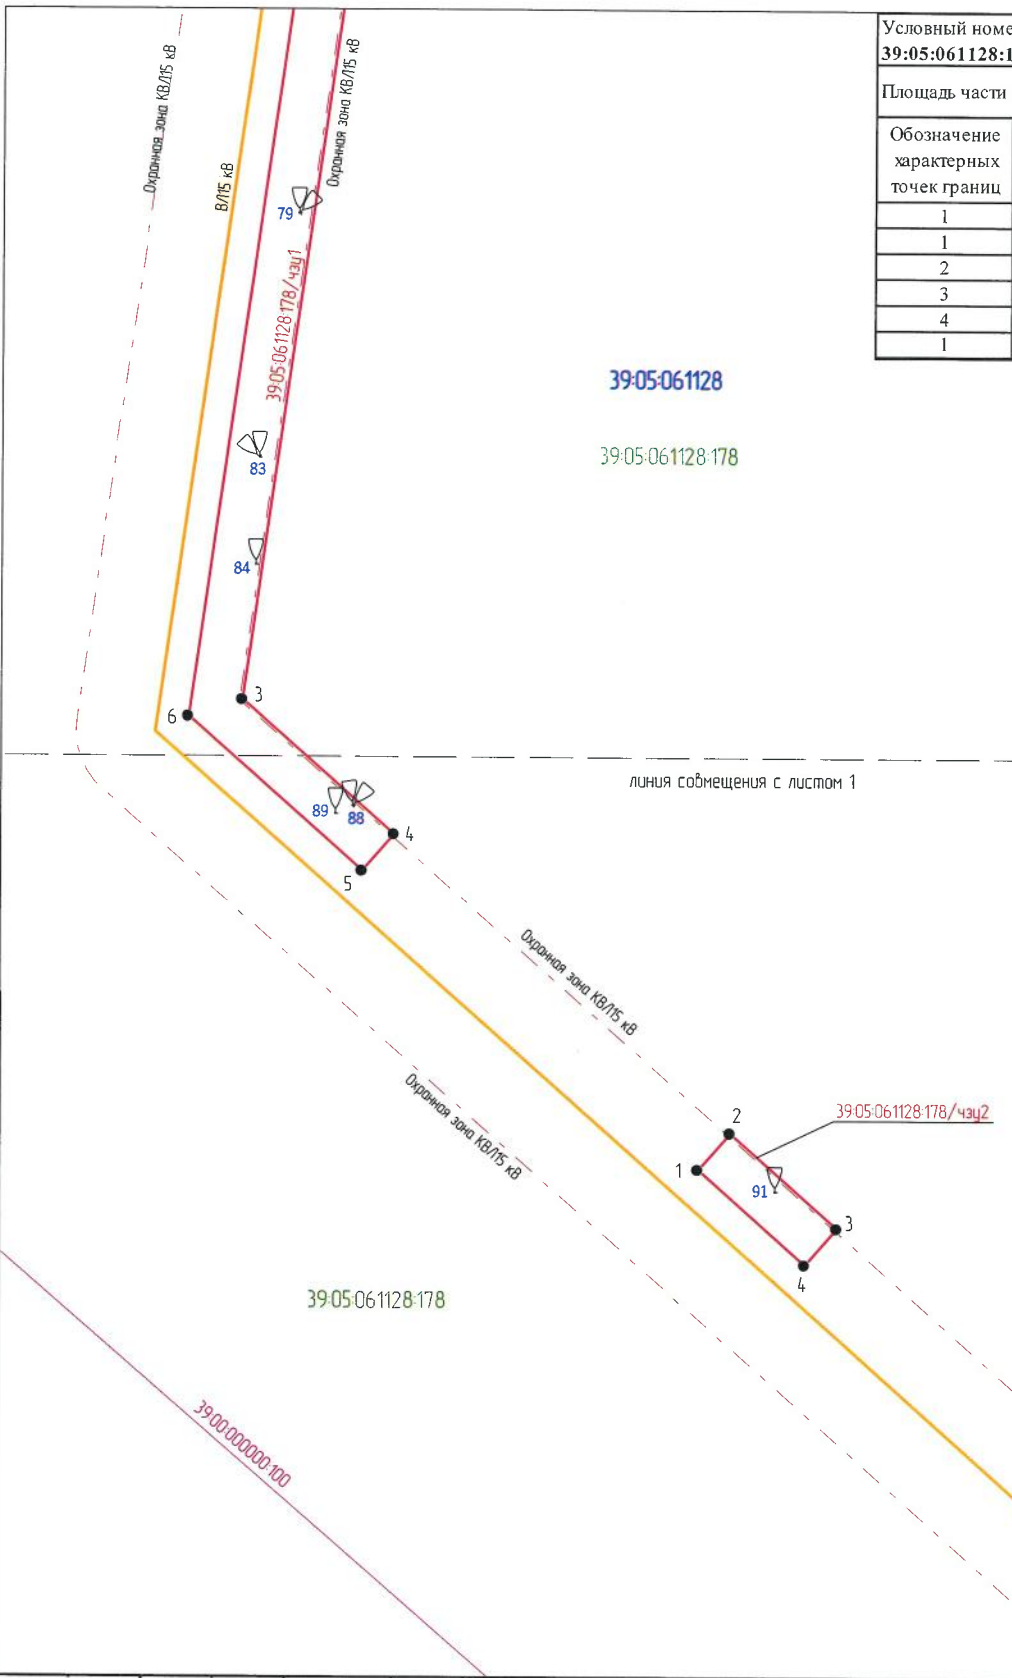 Условный номе
39:05:061128:1
Площадь части
Обозначение
характерных
точек границ
1
1
2
3
4
1
Охранная зона КВЛ15 кВ
ВЛ15 кВ
Охранная зона КВЛ15 кВ
79
39:05:061128:178/чзу1
39:05:061128
39:05:061128:178
83
84
3
6
линия совмещения с листом 1
89
88
4
5
Охранная зона КВЛ15 кВ
Охранная зона КВЛ15 кВ
39:05:061128:178/чзу2
2
1
91
3
4
39:05:061128:178
39:00:000000:100